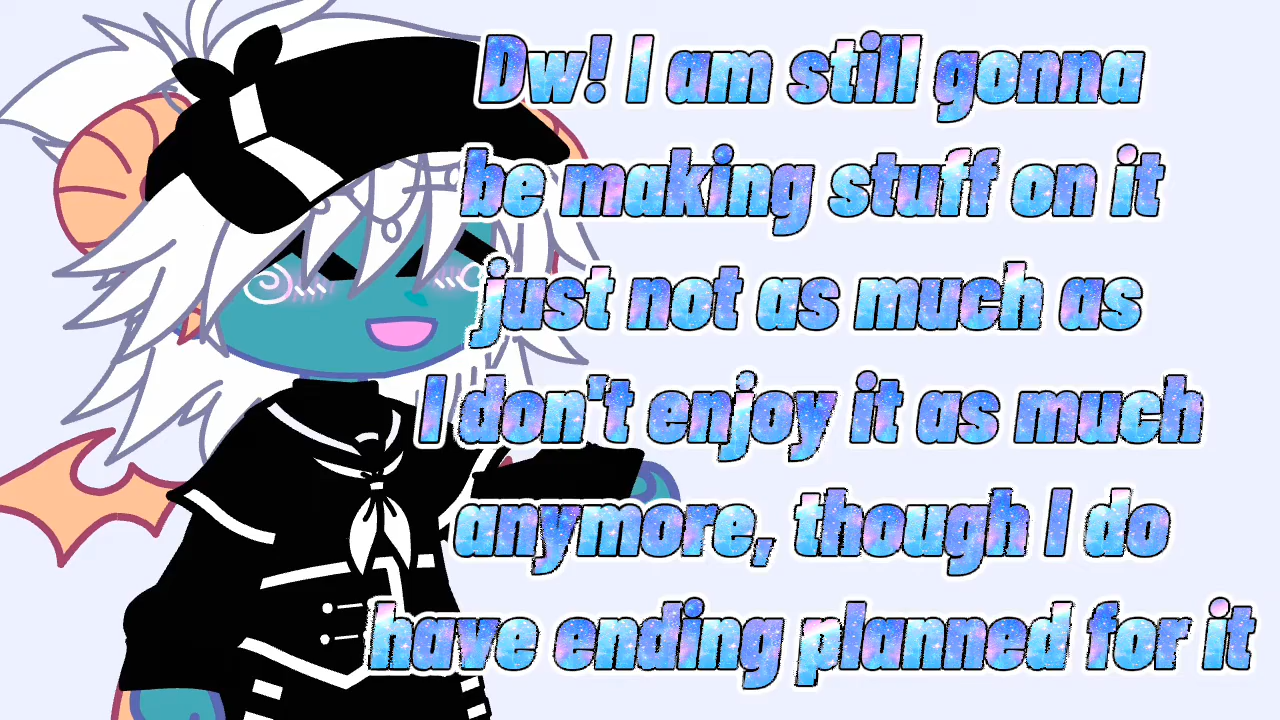 Dw! I am still gonna
be making stuff on it
just not as much as
I don't enjoy it as much
anymore, though I do
have ending planned for it